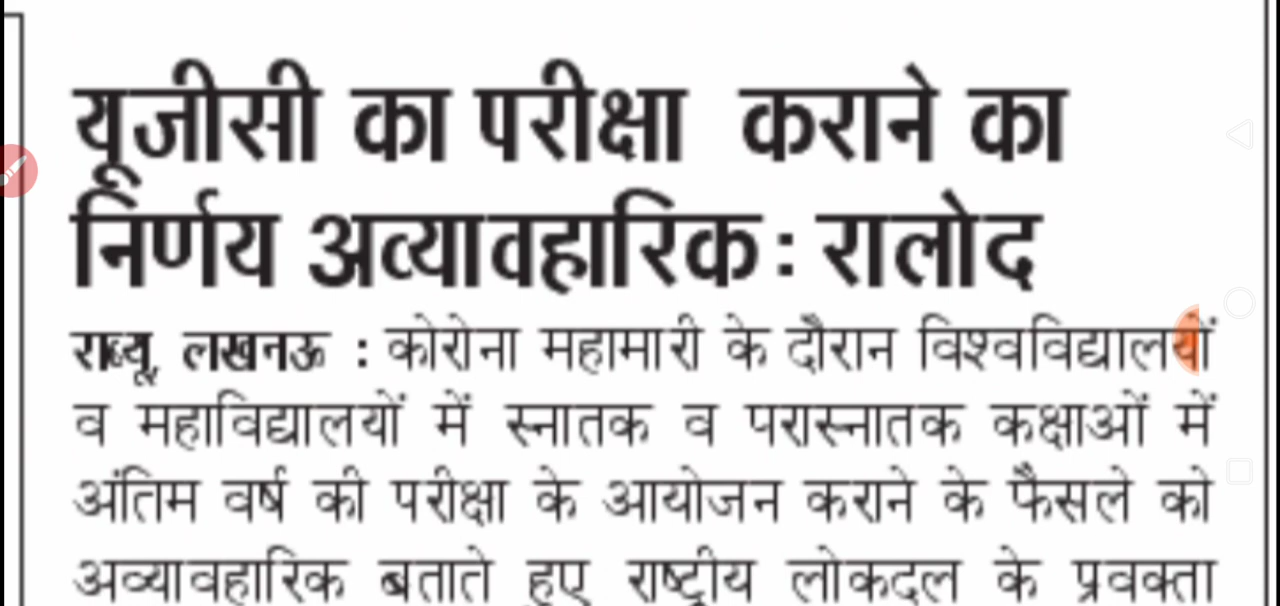 यूजीसी का परीक्षा कराने का
निर्णय अव्यावहारिक: रालोद
राब्यू, लखनऊ : कोरोना महामारी के दौरान विश्वविद्यालयों
व महाविद्यालयों में स्नातक व परास्नातक कक्षाओं में
अंतिम वर्ष की परीक्षा के आयोजन कराने के फैसले को
अव्यावहारिक बताते हुए राष्ट्रीय लोकदल के प्रवक्ता